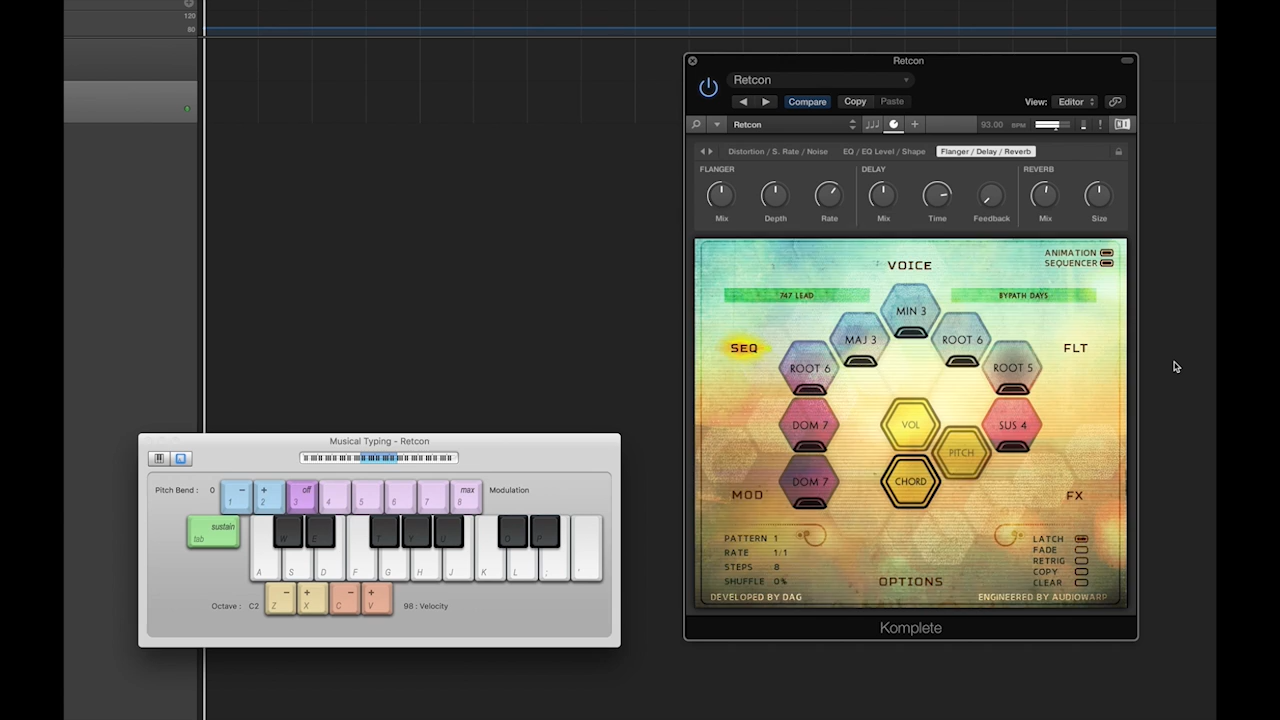 120
80
Retcon
Retcon
Compare
Copy
Paste
View:
Editor
Retcon
93.00
BPM
Distortion / S. Rate / Noise
EQ / EQ Level / Shape
Flanger / Delay / Reverb
FLANGER
DELAY
REVERB
Mix
Depth
Rate
Mix
Time
Feedback
Mix
Size
ANIMATION
SEQUENCER
VOICE
747 LEAD
BYPATH DAYS
MIN 3
MAJ 3
ROOT 6
SEQ
FLT
ROOT 6
ROOT 5
DOM 7
VOL
SUS 4
PITCH
DOM 7
CHORD
MOD
FX
PATTERN 1
RATE 1/1
STEPS 8
SHUFFLE 0%
LATCH
FADE
RETRIG
COPY
CLEAR
OPTIONS
DEVELOPED BY DAG
ENGINEERED BY AUDIOWARP
Komplete
Musical Typing - Retcon
Pitch Bend : 0
− 1
+ 2
off 3
4
5
6
7
max 8
Modulation
sustain
tab
W E T Y U O P
A S D F G H J K L ; '
Octave : C2
− Z
+ X
− C
+ V
98 : Velocity